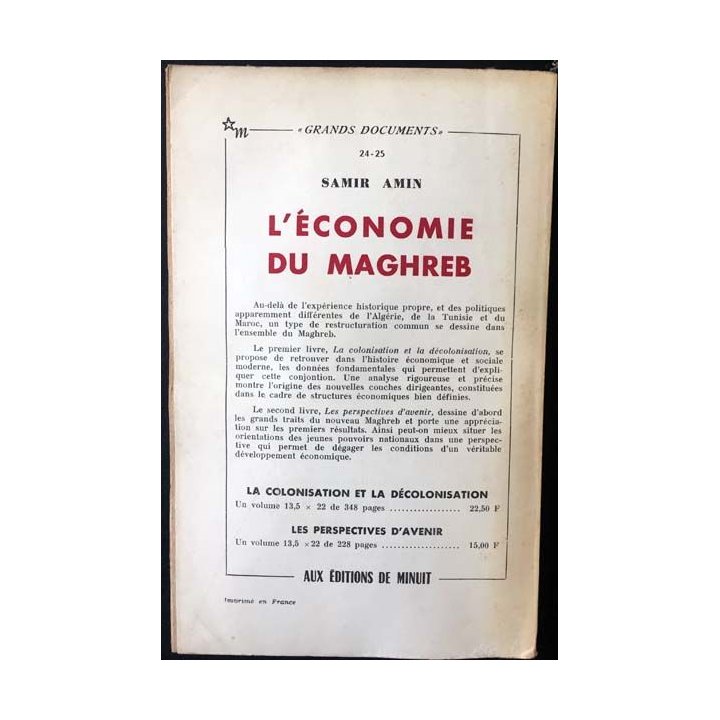 ☆m «GRANDS DOCUMENTS»
24-25
SAMIR AMIN
L'ÉCONOMIE
DU MAGHREB
Au-delà de l'expérience historique propre, et des politiques
apparemment différentes de l'Algérie, de la Tunisie et du
Maroc, un type de restructuration commun se dessine dans
l'ensemble du Maghreb.
Le premier livre, La colonisation et la décolonisation, se
propose de retrouver dans l'histoire économique et sociale
moderne, les données fondamentales qui permettent d'expli-
quer cette conjontion. Une analyse rigoureuse et précise
montre l'origine des nouvelles couches dirigeantes, constituées
dans le cadre de structures économiques bien définies.
Le second livre, Les perspectives d'avenir, dessine d'abord
les grands traits du nouveau Maghreb et porte une apprécia-
tion sur les premiers résultats. Ainsi peut-on mieux situer les
orientations des jeunes pouvoirs nationaux dans une perspec-
tive qui permet de dégager les conditions d'un véritable
développement économique.
LA COLONISATION ET LA DÉCOLONISATION
Un volume 13,5 × 22 de 348 pages ................... 22,50 F
LES PERSPECTIVES D'AVENIR
Un volume 13,5 × 22 de 228 pages .................... 15,00 F
AUX ÉDITIONS DE MINUIT
Imprimé en France